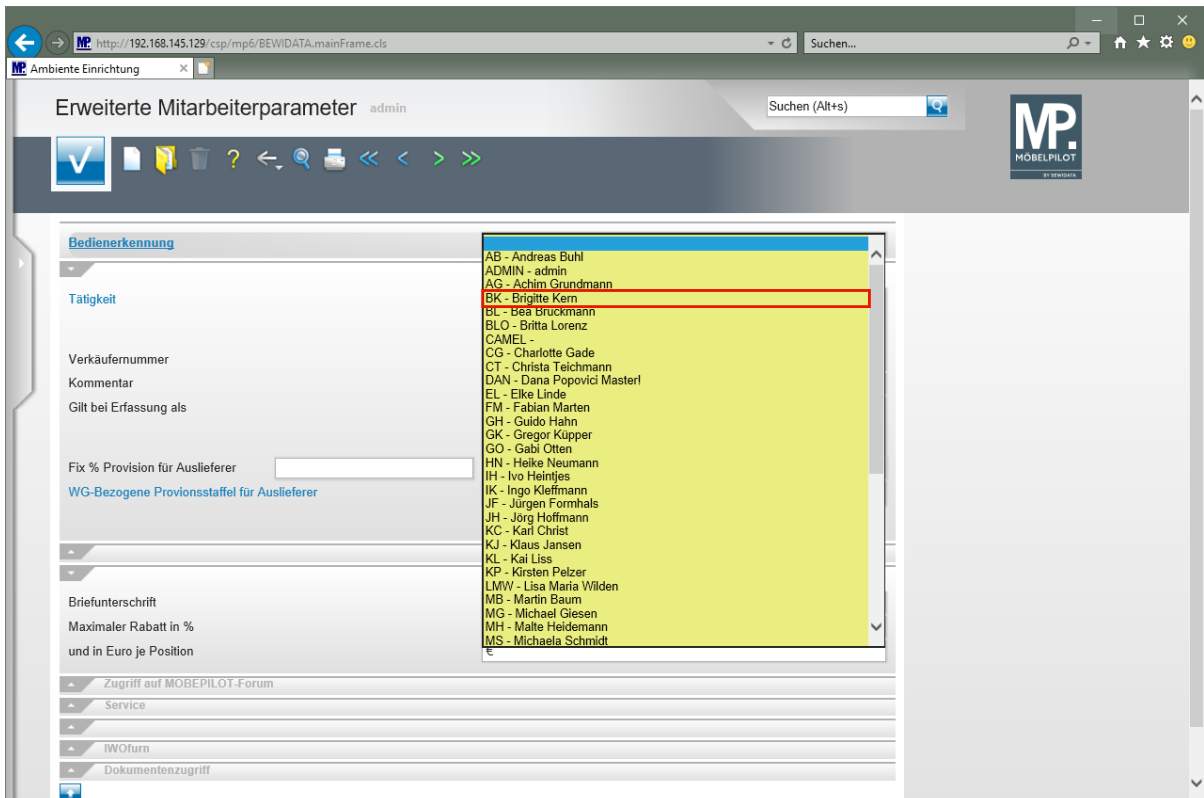 http://192.168.145.129/csp/mp6/BEWIDATA.mainFrame.cls
Suchen...
MP. Ambiente Einrichtung
Erweiterte Mitarbeiterparameter admin
Suchen (Alt+s)
MP.
MÖBELPILOT
BY BEWIDATA
Bedienerkennung
AB - Andreas Buhl
ADMIN - admin
AG - Achim Grundmann
BK - Brigitte Kern
BL - Bea Bruckmann
BLO - Britta Lorenz
CAMEL -
CG - Charlotte Gade
CT - Christa Teichmann
DAN - Dana Popovici Master!
EL - Elke Linde
FM - Fabian Marten
GH - Guido Hahn
GK - Gregor Küpper
GO - Gabi Otten
HN - Heike Neumann
IH - Ivo Heintjes
IK - Ingo Kleffmann
JF - Jürgen Formhals
JH - Jörg Hoffmann
KC - Karl Christ
KJ - Klaus Jansen
KL - Kai Liss
KP - Kirsten Pelzer
LMW - Lisa Maria Wilden
MB - Martin Baum
MG - Michael Giesen
MH - Malte Heidemann
MS - Michaela Schmidt
Tätigkeit
Verkäufernummer
Kommentar
Gilt bei Erfassung als
Fix % Provision für Auslieferer
WG-Bezogene Provionsstaffel für Auslieferer
Briefunterschrift
Maximaler Rabatt in %
und in Euro je Position
€
Zugriff auf MÖBEPILOT-Forum
Service
IWOfurn
Dokumentenzugriff